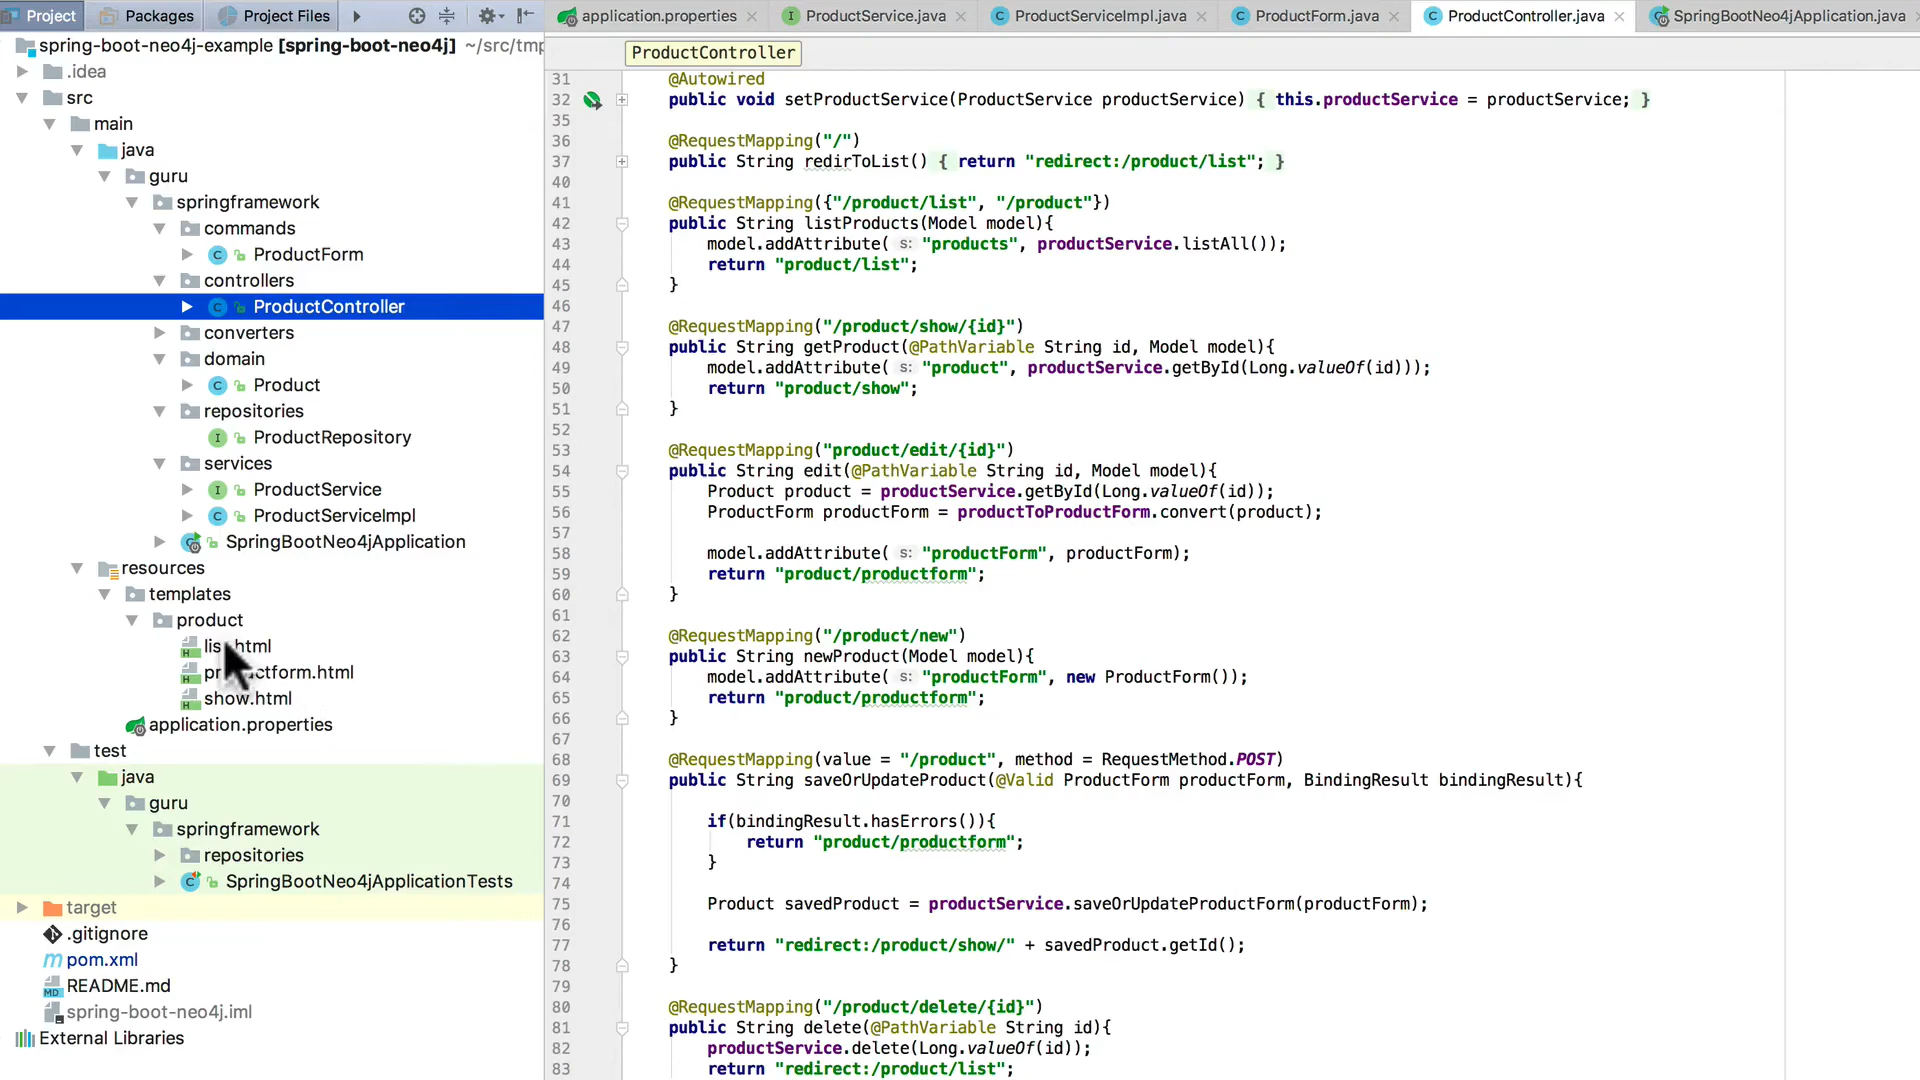 Project Packages Project Files
application.properties ProductService.java ProductServiceImpl.java ProductForm.java ProductController.java SpringBootNeo4jApplication.java
spring-boot-neo4j-example [spring-boot-neo4j] ~/src/tmp
.idea
src
main
java
guru
springframework
commands
ProductForm
controllers
ProductController
converters
domain
Product
repositories
ProductRepository
services
ProductService
ProductServiceImpl
SpringBootNeo4jApplication
resources
templates
product
show.html
application.properties
test
java
guru
springframework
repositories
SpringBootNeo4jApplicationTests
target
.gitignore
pom.xml
README.md
spring-boot-neo4j.iml
External Libraries
ProductController
31 @Autowired
32 public void setProductService(ProductService productService) { this.productService = productService; }
35
36 @RequestMapping("/")
37 public String redirToList() { return "redirect:/product/list"; }
40
41 @RequestMapping({"/product/list", "/product"})
42 public String listProducts(Model model){
43 model.addAttribute( s: "products", productService.listAll());
44 return "product/list";
45 }
46
47 @RequestMapping("/product/show/{id}")
48 public String getProduct(@PathVariable String id, Model model){
49 model.addAttribute( s: "product", productService.getById(Long.valueOf(id)));
50 return "product/show";
51 }
52
53 @RequestMapping("product/edit/{id}")
54 public String edit(@PathVariable String id, Model model){
55 Product product = productService.getById(Long.valueOf(id));
56 ProductForm productForm = productToProductForm.convert(product);
57
58 model.addAttribute( s: "productForm", productForm);
59 return "product/productform";
60 }
61
62 @RequestMapping("/product/new")
63 public String newProduct(Model model){
64 model.addAttribute( s: "productForm", new ProductForm());
65 return "product/productform";
66 }
67
68 @RequestMapping(value = "/product", method = RequestMethod.POST)
69 public String saveOrUpdateProduct(@Valid ProductForm productForm, BindingResult bindingResult){
70
71 if(bindingResult.hasErrors()){
72 return "product/productform";
73 }
74
75 Product savedProduct = productService.saveOrUpdateProductForm(productForm);
76
77 return "redirect:/product/show/" + savedProduct.getId();
78 }
79
80 @RequestMapping("/product/delete/{id}")
81 public String delete(@PathVariable String id){
82 productService.delete(Long.valueOf(id));
83 return "redirect:/product/list";